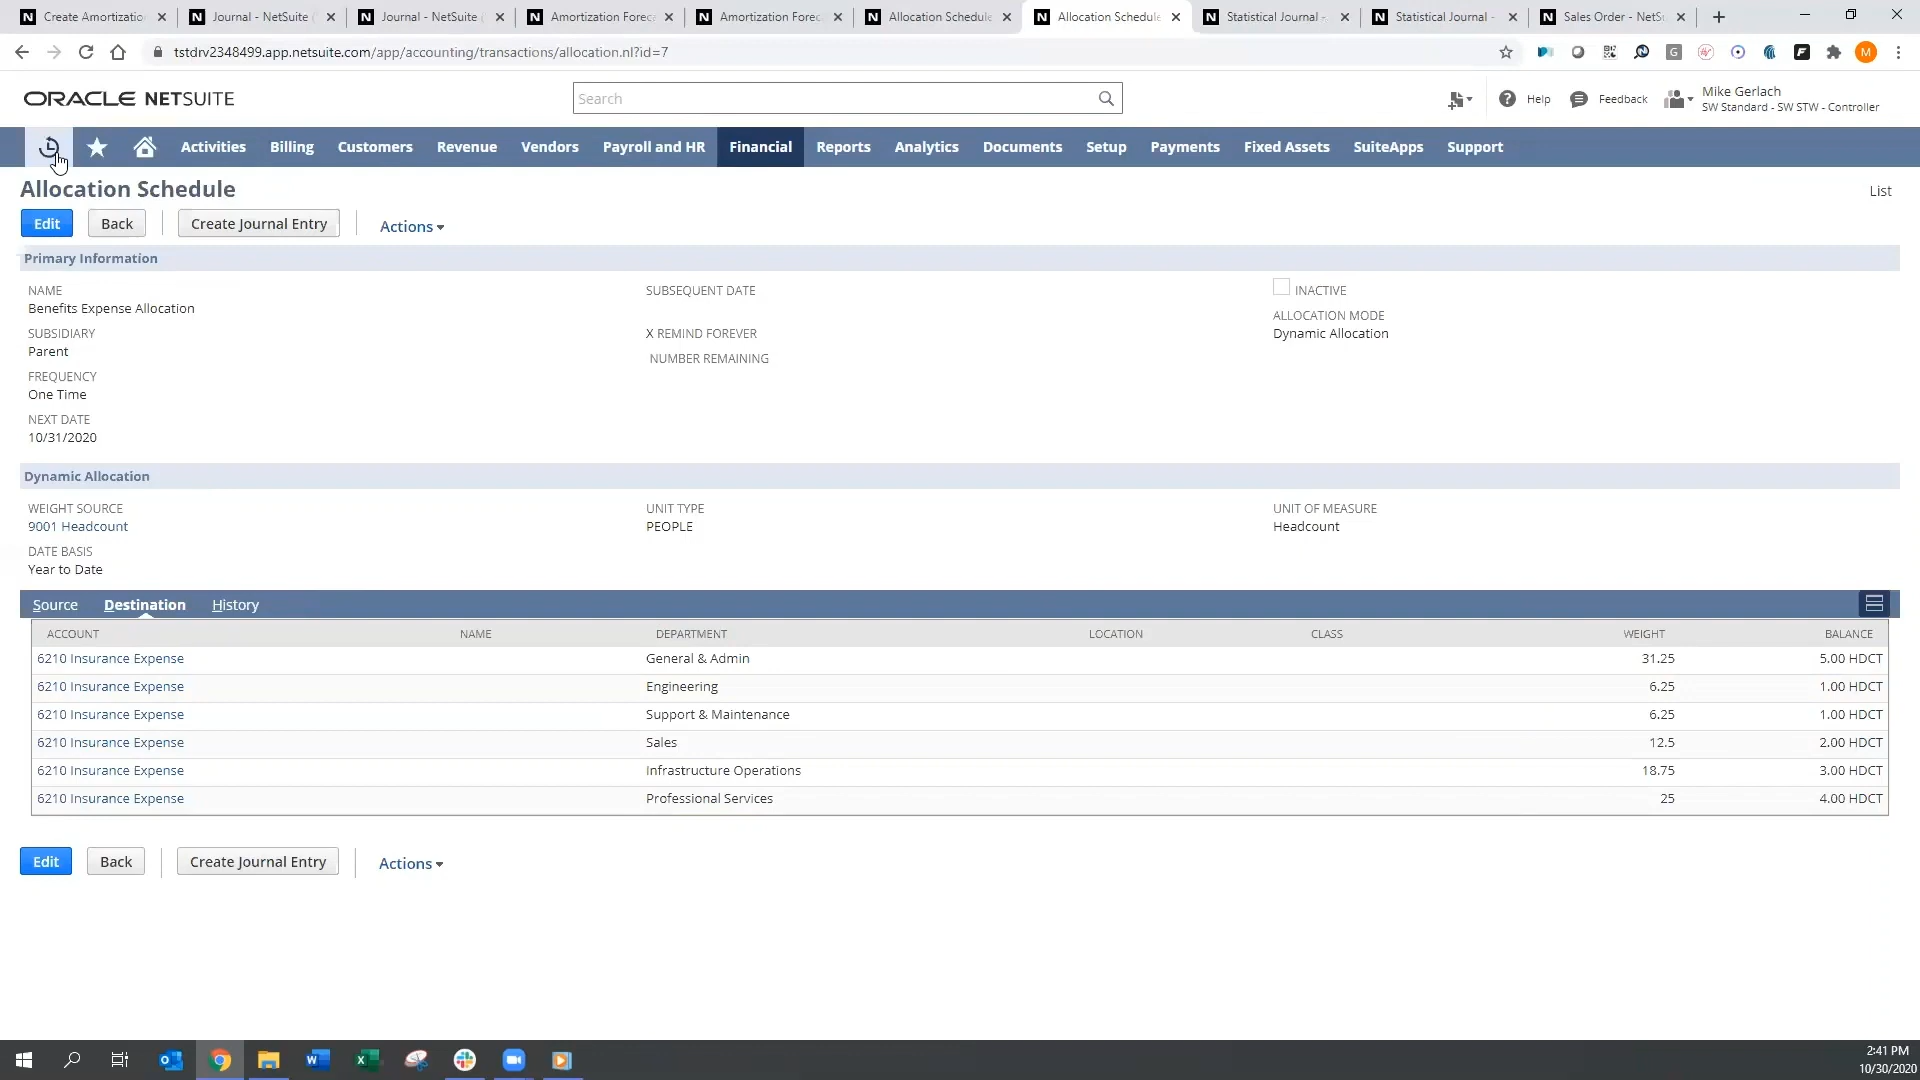 Create Amortizatio
Journal - NetSuite (
Journal - NetSuite (
Amortization Foreca
Amortization Forec
Allocation Schedule
Allocation Schedule
Statistical Journal -
Statistical Journal -
Sales Order - NetSu
tstdrv2348499.app.netsuite.com/app/accounting/transactions/allocation.nl?id=7
ORACLE NETSUITE
Search
Help
Feedback
Mike Gerlach
SW Standard - SW STW - Controller
Activities Billing Customers Revenue Vendors Payroll and HR Financial Reports Analytics Documents Setup Payments Fixed Assets SuiteApps Support
Allocation Schedule
List
Edit Back Create Journal Entry Actions
Primary Information
NAME
Benefits Expense Allocation
SUBSIDIARY
Parent
FREQUENCY
One Time
NEXT DATE
10/31/2020
SUBSEQUENT DATE
X REMIND FOREVER
NUMBER REMAINING
INACTIVE
ALLOCATION MODE
Dynamic Allocation
Dynamic Allocation
WEIGHT SOURCE
9001 Headcount
DATE BASIS
Year to Date
UNIT TYPE
PEOPLE
UNIT OF MEASURE
Headcount
Source Destination History
ACCOUNT NAME DEPARTMENT LOCATION CLASS WEIGHT BALANCE
6210 Insurance Expense General & Admin 31.25 5.00 HDCT
6210 Insurance Expense Engineering 6.25 1.00 HDCT
6210 Insurance Expense Support & Maintenance 6.25 1.00 HDCT
6210 Insurance Expense Sales 12.5 2.00 HDCT
6210 Insurance Expense Infrastructure Operations 18.75 3.00 HDCT
6210 Insurance Expense Professional Services 25 4.00 HDCT
Edit Back Create Journal Entry Actions
2:41 PM
10/30/2020